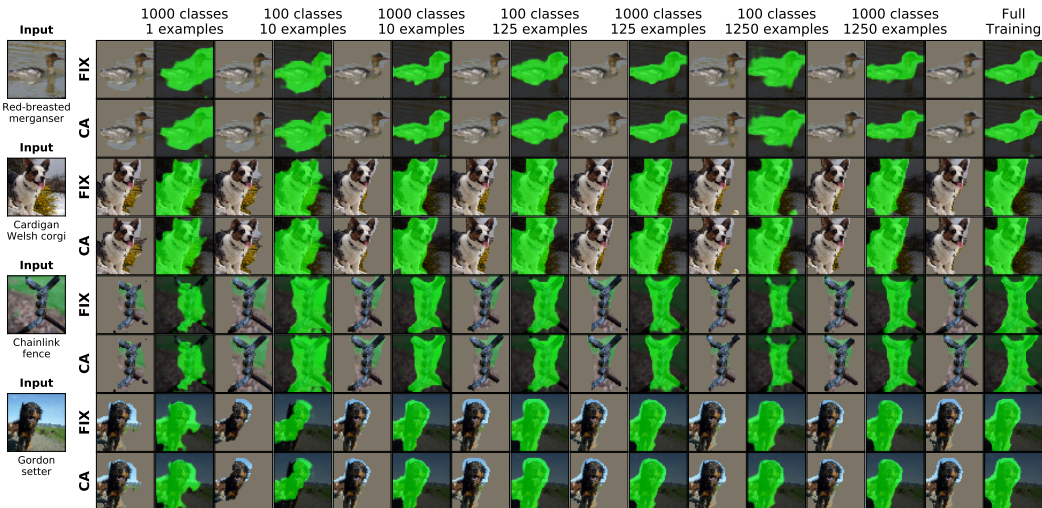 Input
1000 classes
1 examples
100 classes
10 examples
1000 classes
10 examples
100 classes
125 examples
1000 classes
125 examples
100 classes
1250 examples
1000 classes
1250 examples
Full
Training
FIX
Red-breasted
merganser
CA
Input
FIX
Cardigan
Welsh corgi
CA
Input
FIX
Chainlink
fence
CA
Input
FIX
Gordon
setter
CA